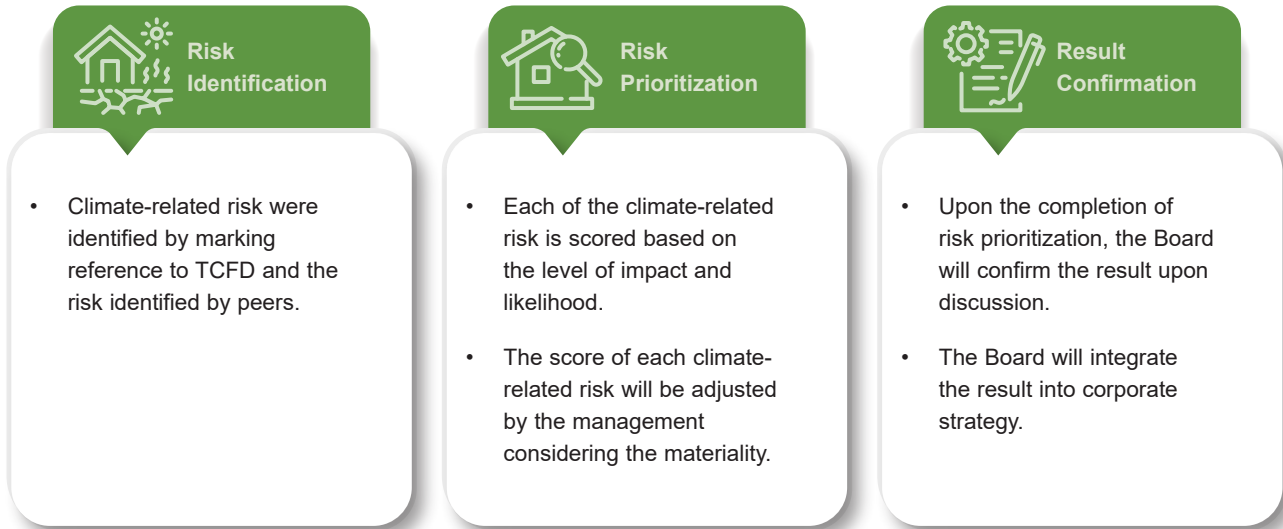 Risk
Identification
• Climate-related risk were
identified by marking
reference to TCFD and the
risk identified by peers.
Risk
Prioritization
• Each of the climate-related
risk is scored based on
the level of impact and
likelihood.
• The score of each climate-
related risk will be adjusted
by the management
considering the materiality.
Result
Confirmation
• Upon the completion of
risk prioritization, the Board
will confirm the result upon
discussion.
• The Board will integrate
the result into corporate
strategy.